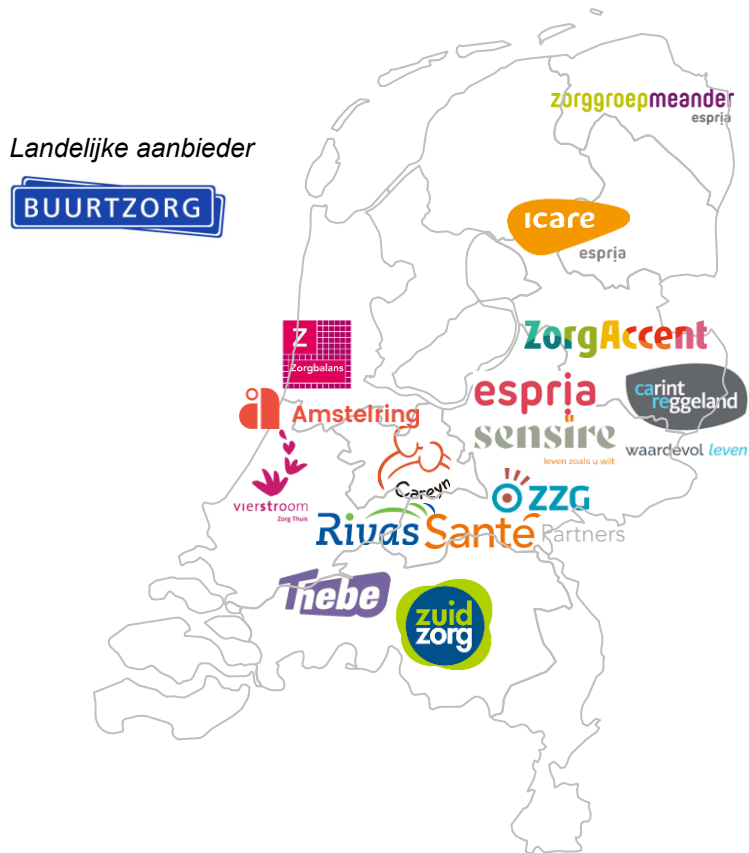 zorggroepmeander
espria
Landelijke aanbieder
BUURTZORG
ıcare
espria
ZorgAccent
Z
Zorgbalans
espria
carint
reggeland
waardevol leven
Amstelring
sensire
leven zoals u wilt
Careyn
vierstroom
Zorg Thuis
ZZG
Rivas
Santé Partners
Thebe
zuid
zorg